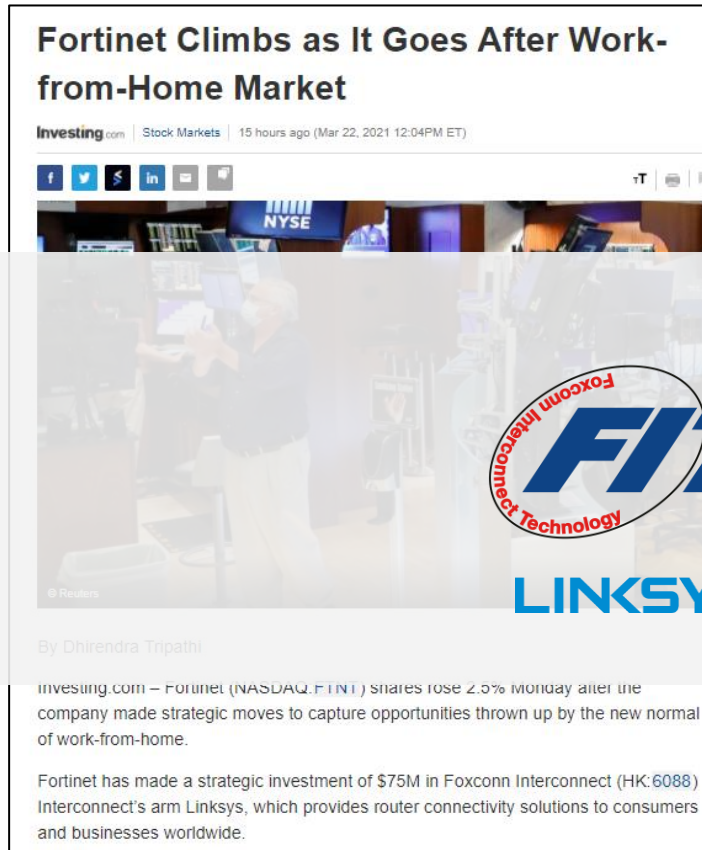 Fortinet Climbs as It Goes After Work-
from-Home Market
Investing.com | Stock Markets | 15 hours ago (Mar 22, 2021 12:04PM ET)
f in TT
NYSE
Foxconn Interconnect Technology
FIT
LINKSY
© Reuters
By Dhirendra Tripathi
Investing.com – Fortinet (NASDAQ:FTNT) shares rose 2.5% Monday after the
company made strategic moves to capture opportunities thrown up by the new normal
of work-from-home.
Fortinet has made a strategic investment of $75M in Foxconn Interconnect (HK:6088)
Interconnect's arm Linksys, which provides router connectivity solutions to consumers
and businesses worldwide.